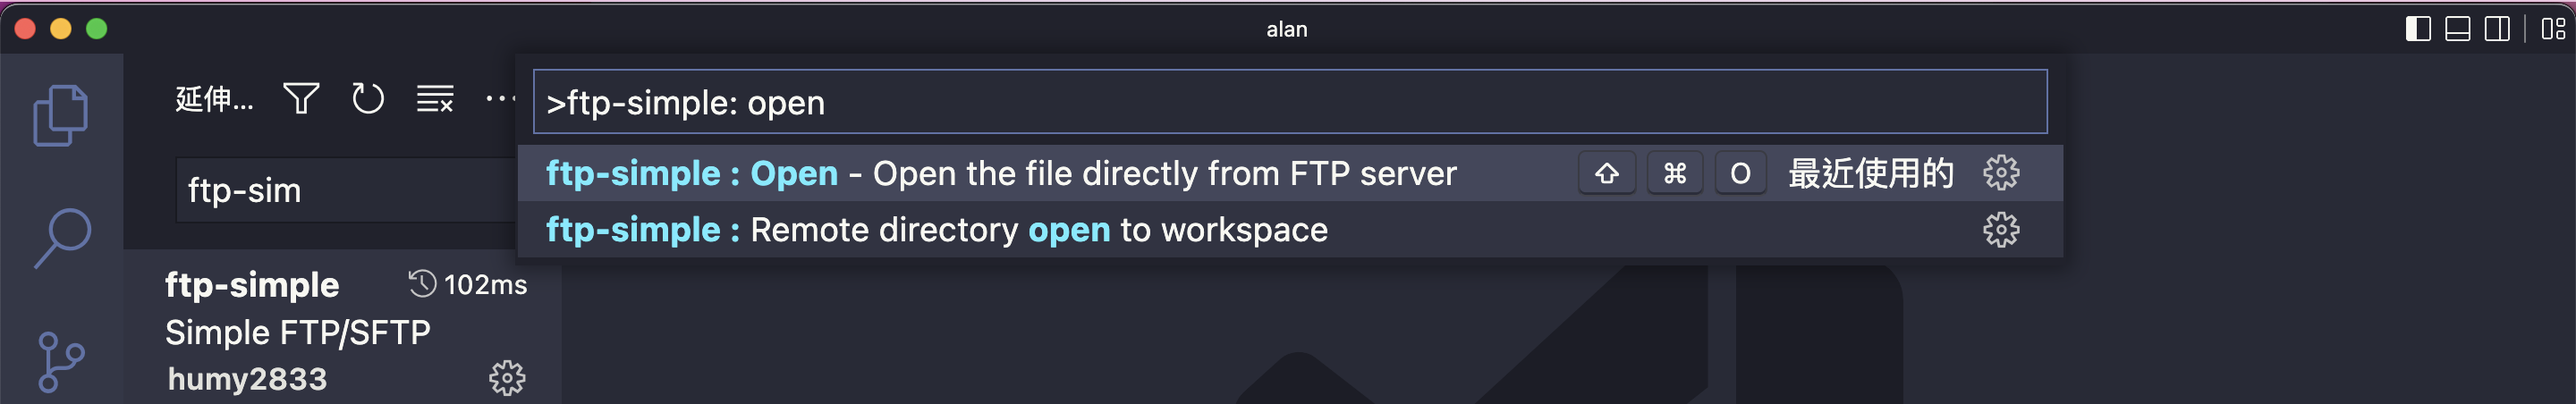 alan
延伸...
>ftp-simple: open
ftp-sim
ftp-simple : Open - Open the file directly from FTP server ⇧ ⌘ O 最近使用的
ftp-simple : Remote directory open to workspace
ftp-simple 102ms
Simple FTP/SFTP
humy2833